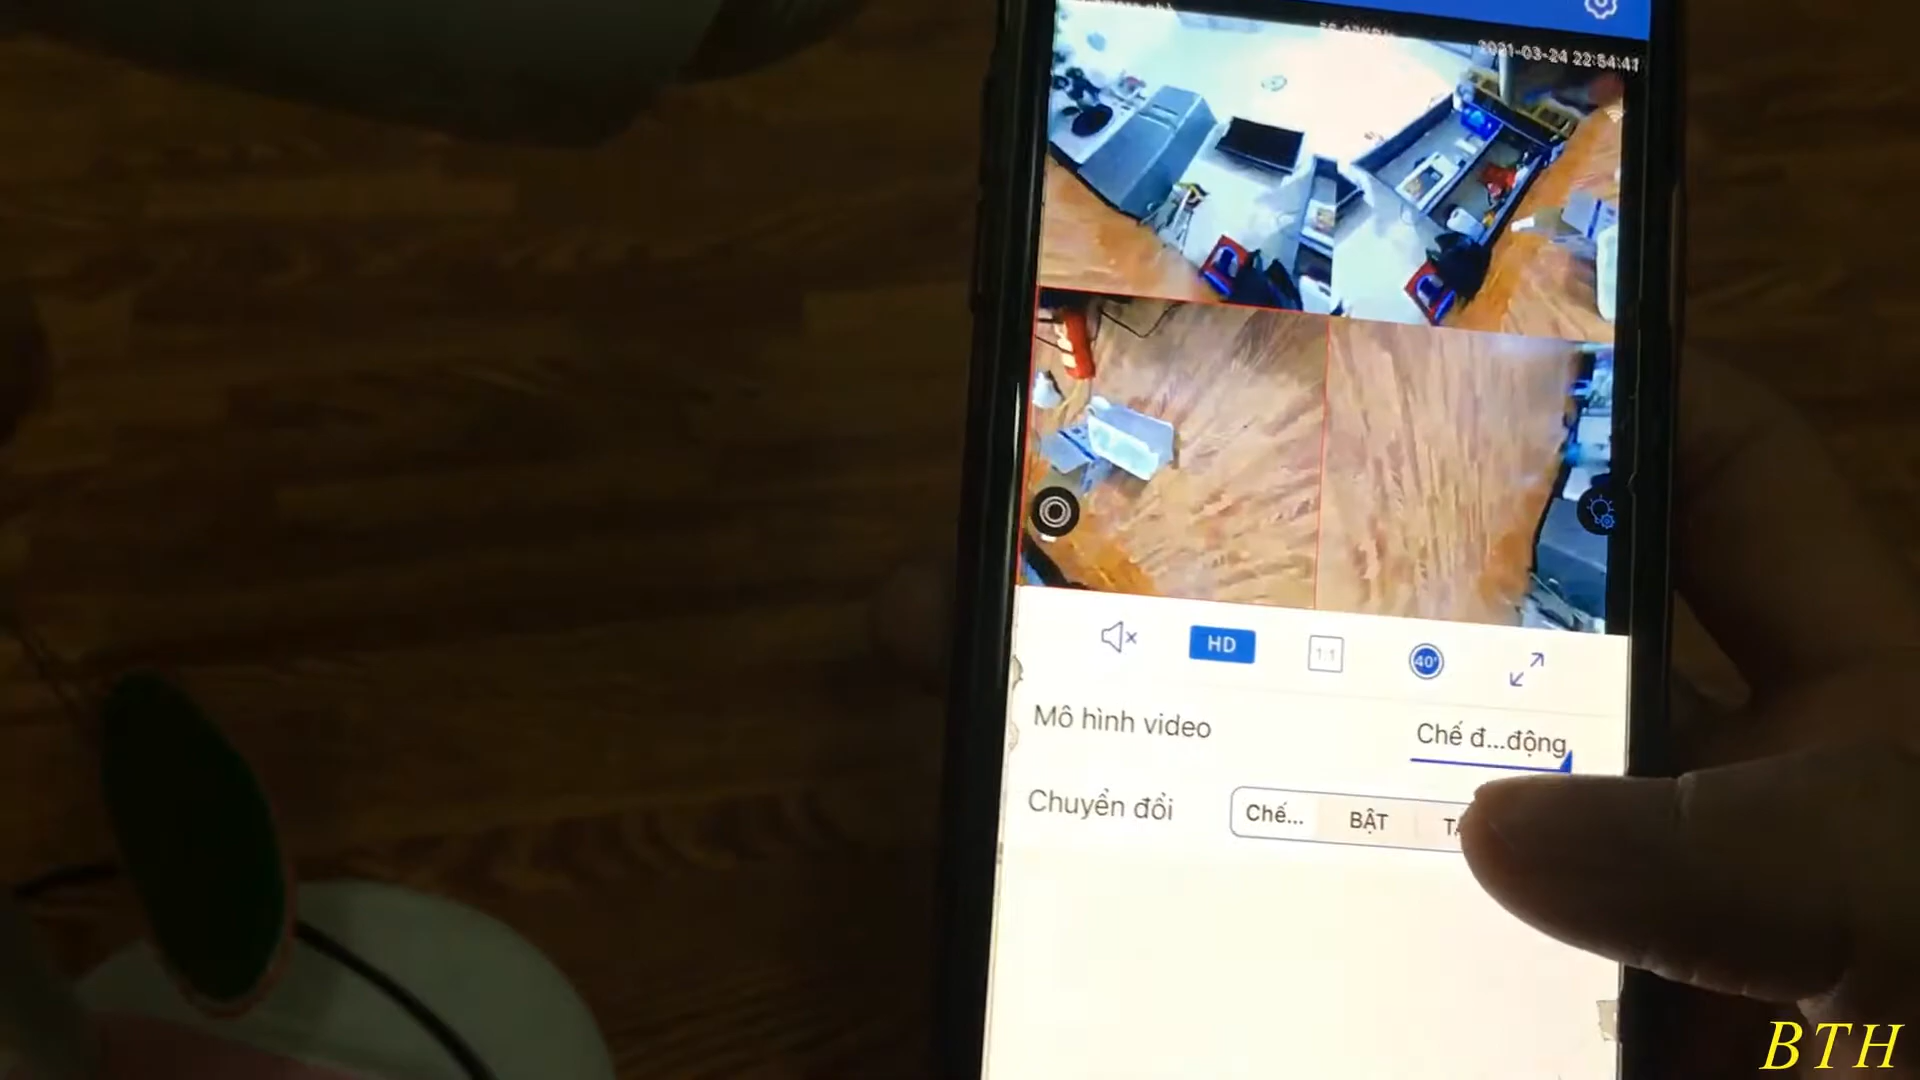 2021-03-24 22:54:41
HD
1:1
40'
Mô hình video
Chế đ...động
Chuyển đổi
Chế...
BẬT
BTH